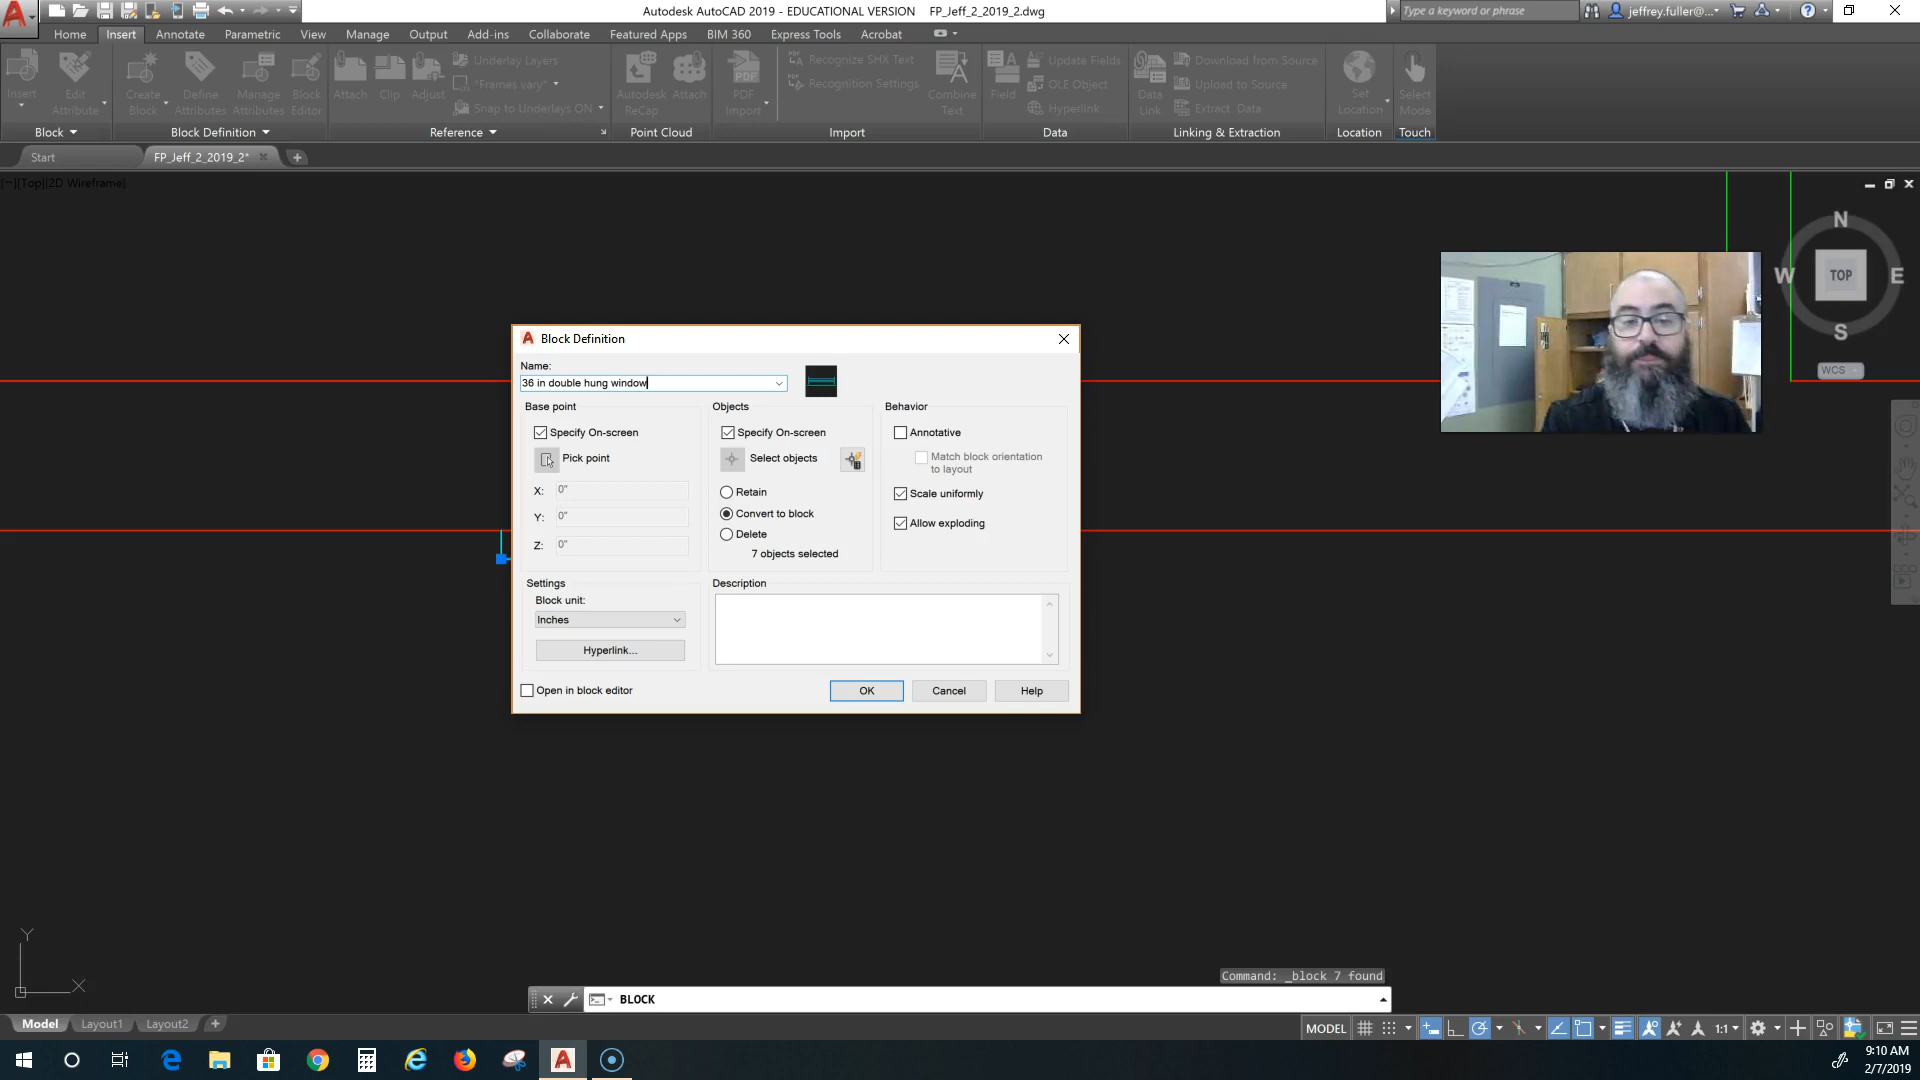 Autodesk AutoCAD 2019 - EDUCATIONAL VERSION FP_Jeff_2_2019_2.dwg
Type a keyword or phrase
jeffrey.fuller@...
Home Insert Annotate Parametric View Manage Output Add-ins Collaborate Featured Apps BIM 360 Express Tools Acrobat
Insert
Edit Attribute
Create Block
Define Attributes
Manage Attributes
Block Editor
Attach
Clip
Adjust
Underlay Layers
*Frames vary*
Snap to Underlays ON
Autodesk ReCap
Attach
PDF Import
Recognize SHX Text
Recognition Settings
Combine Text
Field
Update Fields
OLE Object
Hyperlink
Data Link
Download from Source
Upload to Source
Extract Data
Set Location
Select Mode
Block Block Definition Reference Point Cloud Import Data Linking & Extraction Location Touch
Start FP_Jeff_2_2019_2*
[−][Top][2D Wireframe]
N
W TOP E
S
WCS
Block Definition
Name:
36 in double hung window
Base point
Specify On-screen
Pick point
X: 0"
Y: 0"
Z: 0"
Objects
Specify On-screen
Select objects
Retain
Convert to block
Delete
7 objects selected
Behavior
Annotative
Match block orientation
to layout
Scale uniformly
Allow exploding
Settings
Block unit:
Inches
Hyperlink...
Description
Open in block editor
OK Cancel Help
Y
X
Command: _block 7 found
BLOCK
Model Layout1 Layout2
MODEL 1:1
9:10 AM
2/7/2019